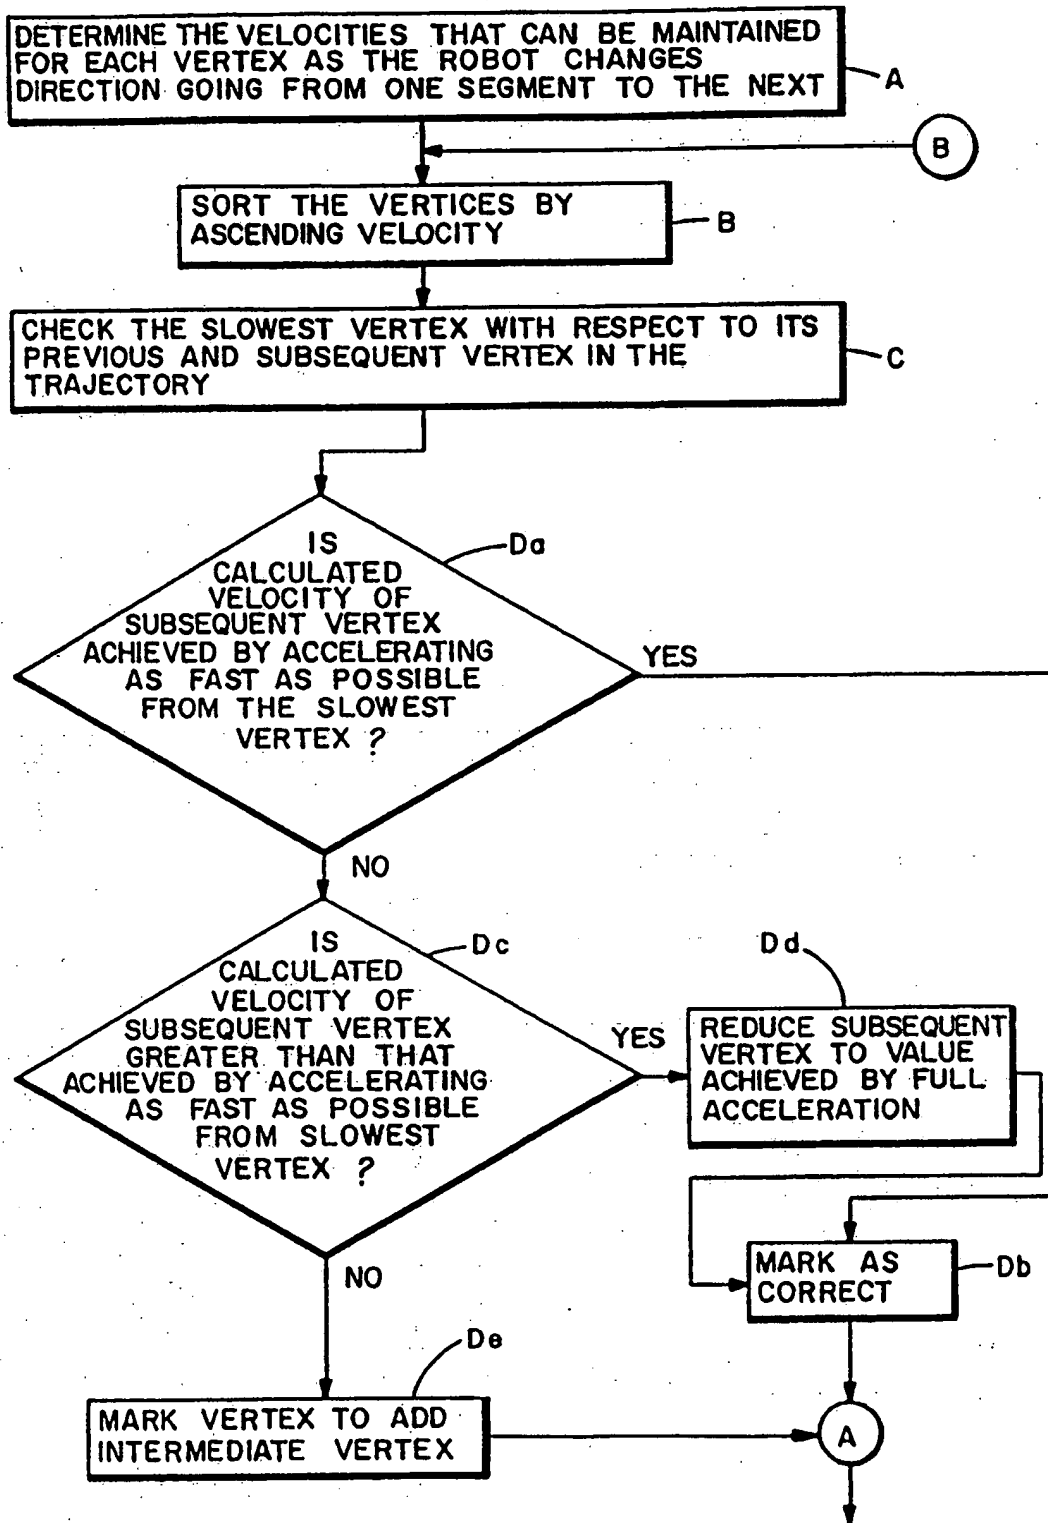 DETERMINE THE VELOCITIES THAT CAN BE MAINTAINED
FOR EACH VERTEX AS THE ROBOT CHANGES
DIRECTION GOING FROM ONE SEGMENT TO THE NEXT
A
B
SORT THE VERTICES BY
ASCENDING VELOCITY
B
CHECK THE SLOWEST VERTEX WITH RESPECT TO ITS
PREVIOUS AND SUBSEQUENT VERTEX IN THE
TRAJECTORY
C
IS
CALCULATED
VELOCITY OF
SUBSEQUENT VERTEX
ACHIEVED BY ACCELERATING
AS FAST AS POSSIBLE
FROM THE SLOWEST
VERTEX ?
Da
YES
NO
IS
CALCULATED
VELOCITY OF
SUBSEQUENT VERTEX
GREATER THAN THAT
ACHIEVED BY ACCELERATING
AS FAST AS POSSIBLE
FROM SLOWEST
VERTEX ?
Dc
YES
Dd
REDUCE SUBSEQUENT
VERTEX TO VALUE
ACHIEVED BY FULL
ACCELERATION
NO
MARK AS
CORRECT
Db
De
MARK VERTEX TO ADD
INTERMEDIATE VERTEX
A